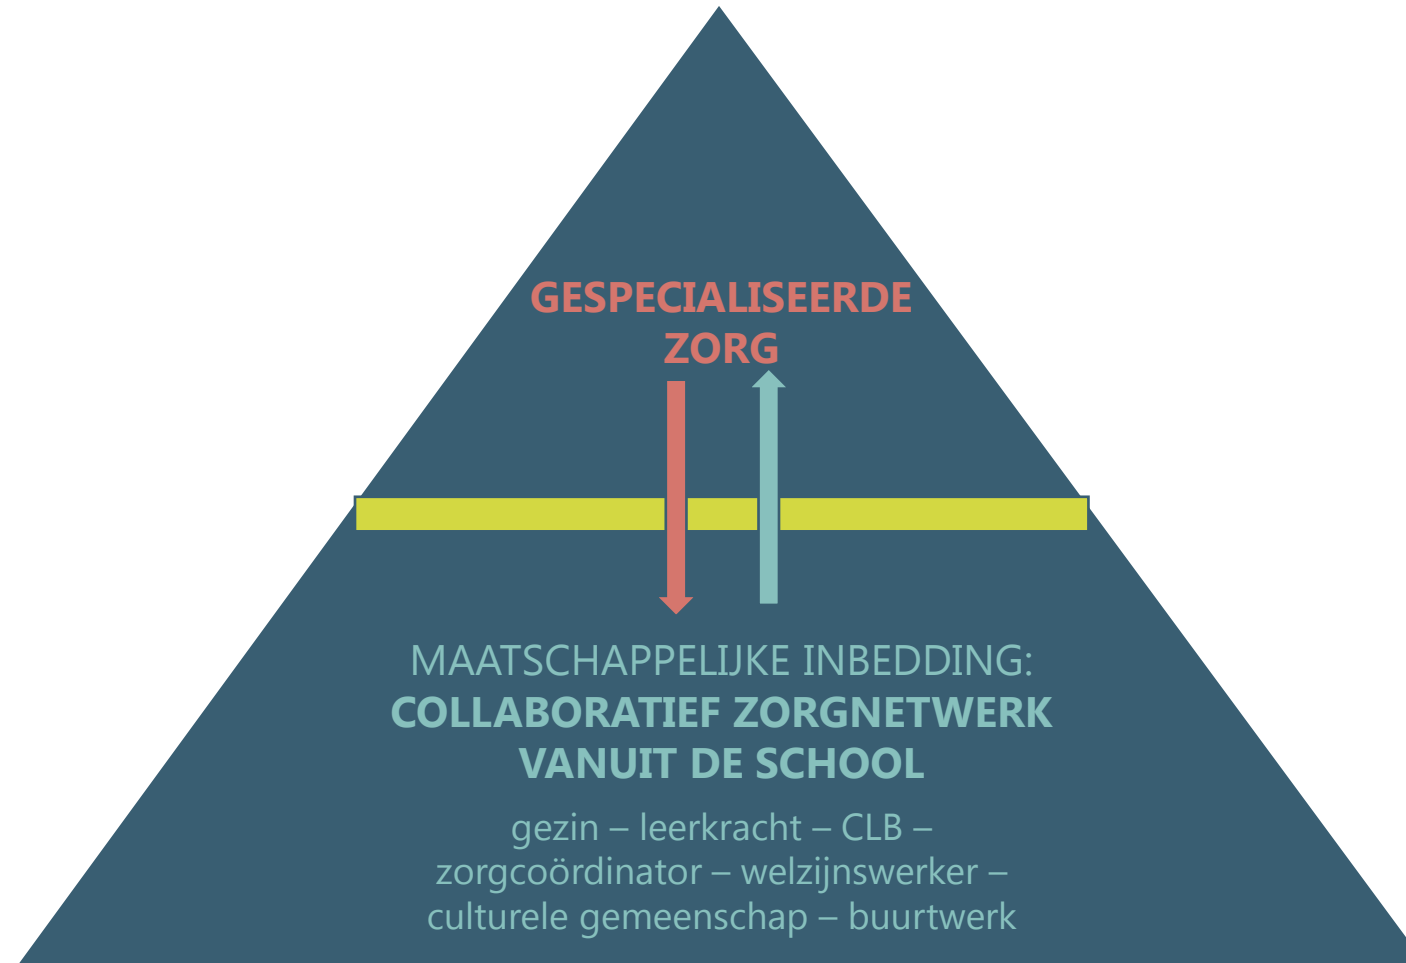 GESPECIALISEERDE
ZORG
MAATSCHAPPELIJKE INBEDDING:
COLLABORATIEF ZORGNETWERK
VANUIT DE SCHOOL
gezin – leerkracht – CLB –
zorgcoördinator – welzijnswerker –
culturele gemeenschap – buurtwerk